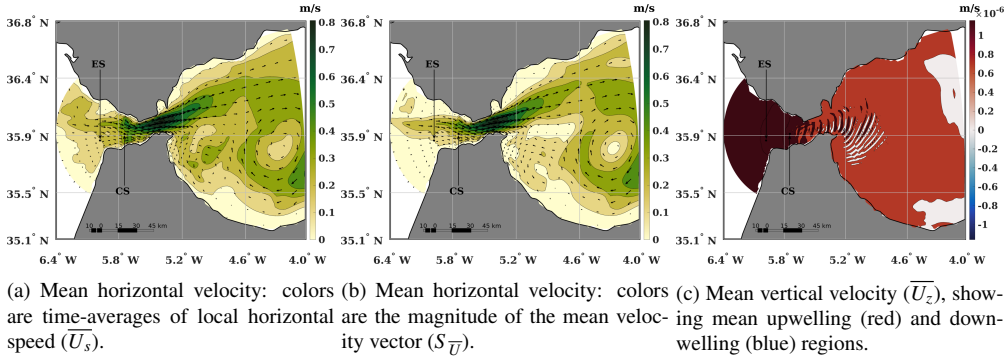 m/s
36.8° N
36.4° N
35.9° N
35.5° N
35.1° N
6.4° W
5.8° W
5.2° W
4.6° W
4.0° W
ES
CS
10 0 15 30 45 km
0.8
0.7
0.6
0.5
0.4
0.3
0.2
0.1
0
m/s
36.8° N
36.4° N
35.9° N
35.5° N
35.1° N
6.4° W
5.8° W
5.2° W
4.6° W
4.0° W
ES
CS
10 0 15 30 45 km
0.8
0.7
0.6
0.5
0.4
0.3
0.2
0.1
0
m/s
×10⁻⁶
36.8° N
36.4° N
35.9° N
35.5° N
35.1° N
6.4° W
5.8° W
5.2° W
4.6° W
4.0° W
ES
CS
10 0 15 30 45 km
1
0.8
0.6
0.4
0.2
0
-0.2
-0.4
-0.6
-0.8
-1
(a) Mean horizontal velocity: colors
are time-averages of local horizontal
speed (U̅ₛ).
(b) Mean horizontal velocity: colors
are the magnitude of the mean veloc-
ity vector (S_U̅).
(c) Mean vertical velocity (U̅_z), show-
ing mean upwelling (red) and down-
welling (blue) regions.